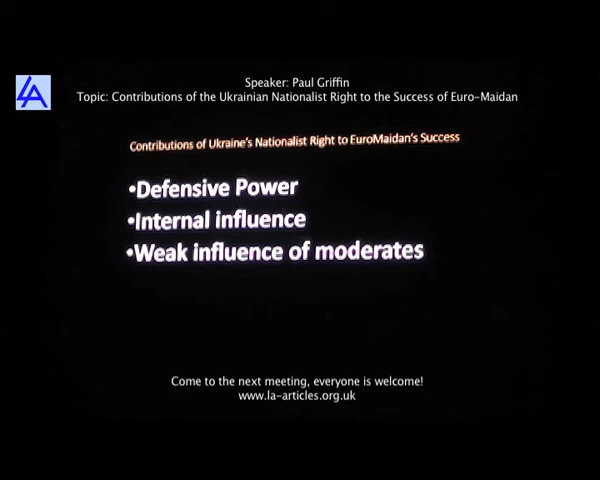 LA
Speaker: Paul Griffin
Topic: Contributions of the Ukrainian Nationalist Right to the Success of Euro-Maidan
Contributions of Ukraine's Nationalist Right to EuroMaidan's Success
•Defensive Power
•Internal influence
•Weak influence of moderates
Come to the next meeting, everyone is welcome!
www.la-articles.org.uk